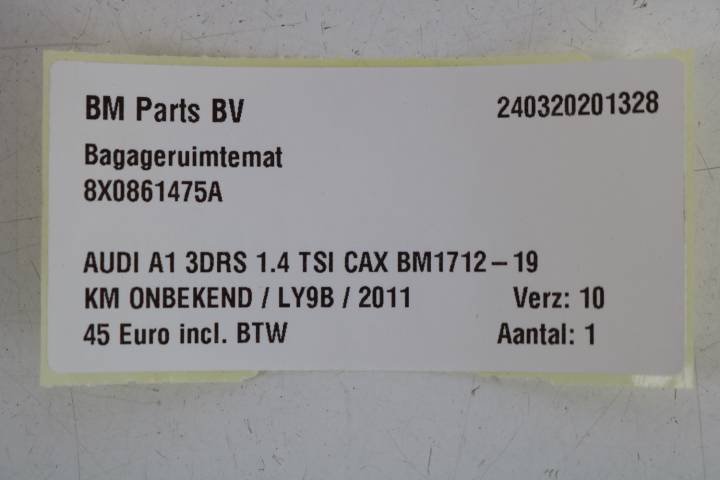 BM Parts BV 240320201328
Bagageruimtemat
8X0861475A
AUDI A1 3DRS 1.4 TSI CAX BM1712-19
KM ONBEKEND / LY9B / 2011 Verz: 10
45 Euro incl. BTW Aantal: 1